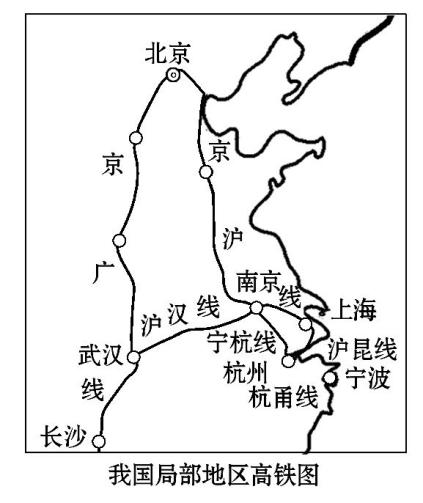 北京
京
京
沪
广
南京
沪汉线
线
上海
宁杭线
沪昆线
武汉
杭州
宁波
杭甬线
线
长沙
我国局部地区高铁图